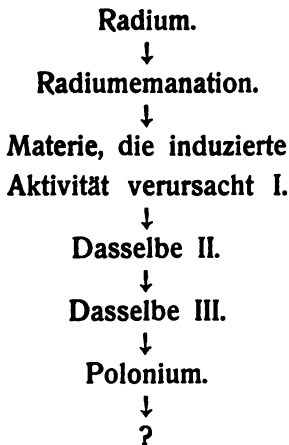 Radium.
↓
Radiumemanation.
↓
Materie, die induzierte
Aktivität verursacht I.
↓
Dasselbe II.
↓
Dasselbe III.
↓
Polonium.
↓
?